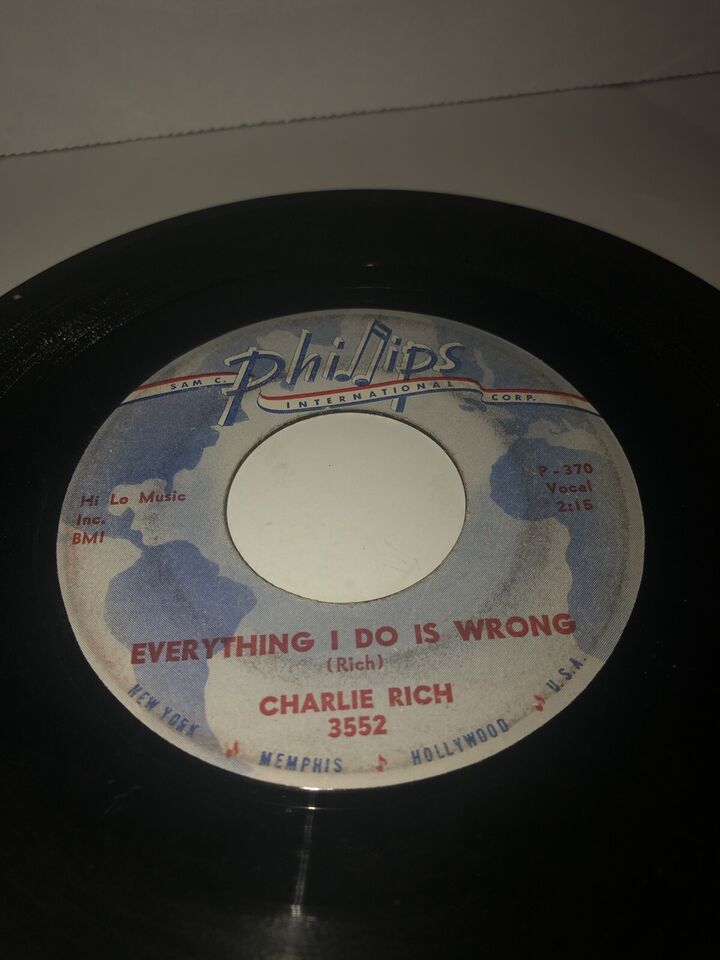 SAM C. Phillips
INTERNATIONAL CORP.
Hi Lo Music
Inc.
BMI
P-370
Vocal
2:15
EVERYTHING I DO IS WRONG
(Rich)
CHARLIE RICH
3552
NEW YORK MEMPHIS HOLLYWOOD U.S.A.